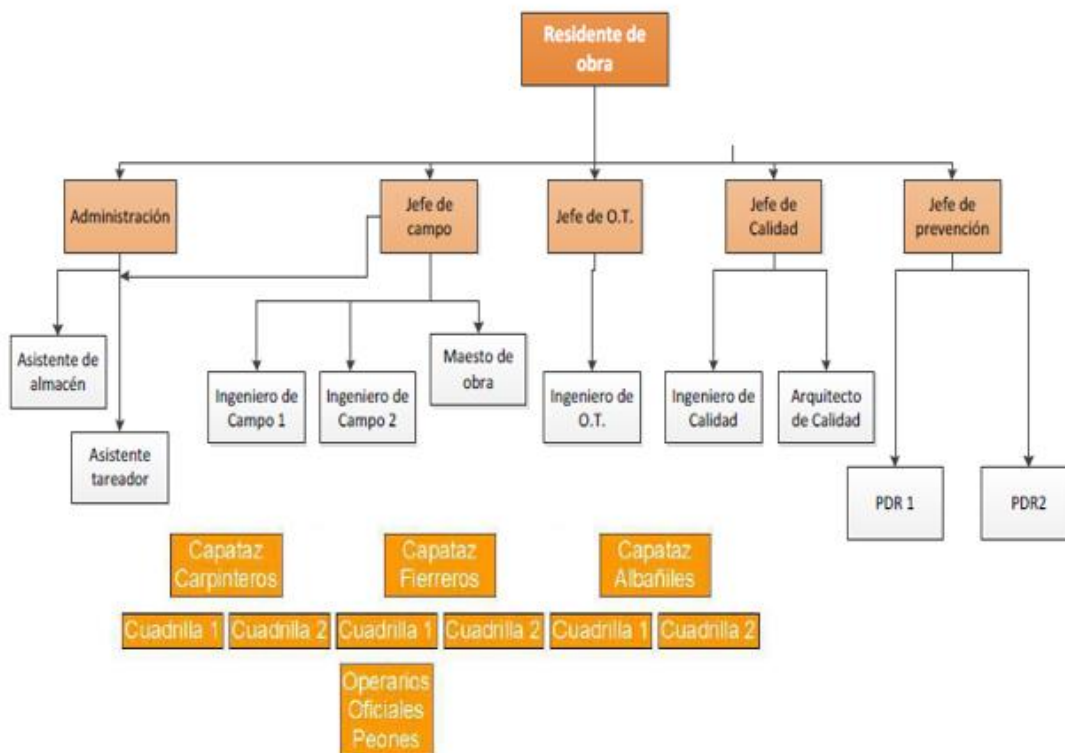 Residente de
obra
Administración
Jefe de
campo
Jefe de O.T.
Jefe de
Calidad
Jefe de
prevención
Asistente de
almacén
Asistente
tareador
Ingeniero de
Campo 1
Ingeniero de
Campo 2
Maesto de
obra
Ingeniero de
O.T.
Ingeniero de
Calidad
Arquitecto
de Calidad
PDR 1
PDR2
Capataz
Carpinteros
Capataz
Fierreros
Capataz
Albañiles
Cuadrilla 1
Cuadrilla 2
Cuadrilla 1
Cuadrilla 2
Cuadrilla 1
Cuadrilla 2
Operarios
Oficiales
Peones